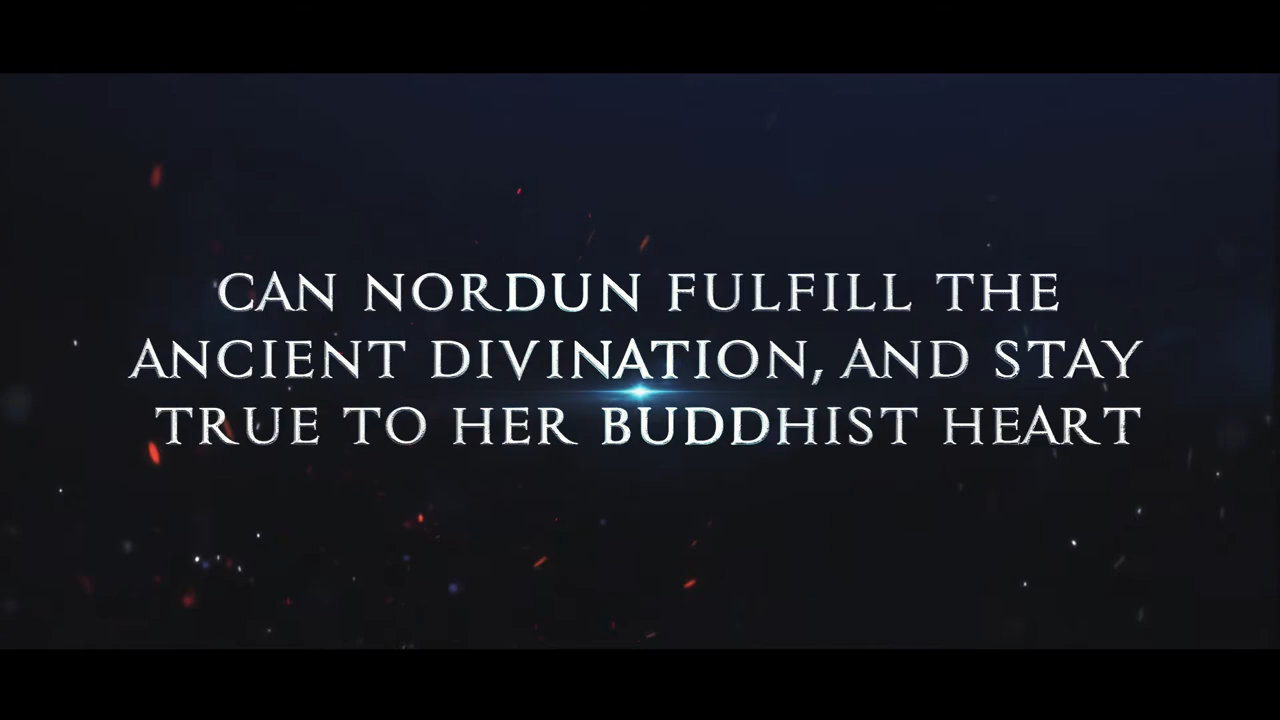 CAN NORDUN FULFILL THE
ANCIENT DIVINATION, AND STAY
TRUE TO HER BUDDHIST HEART